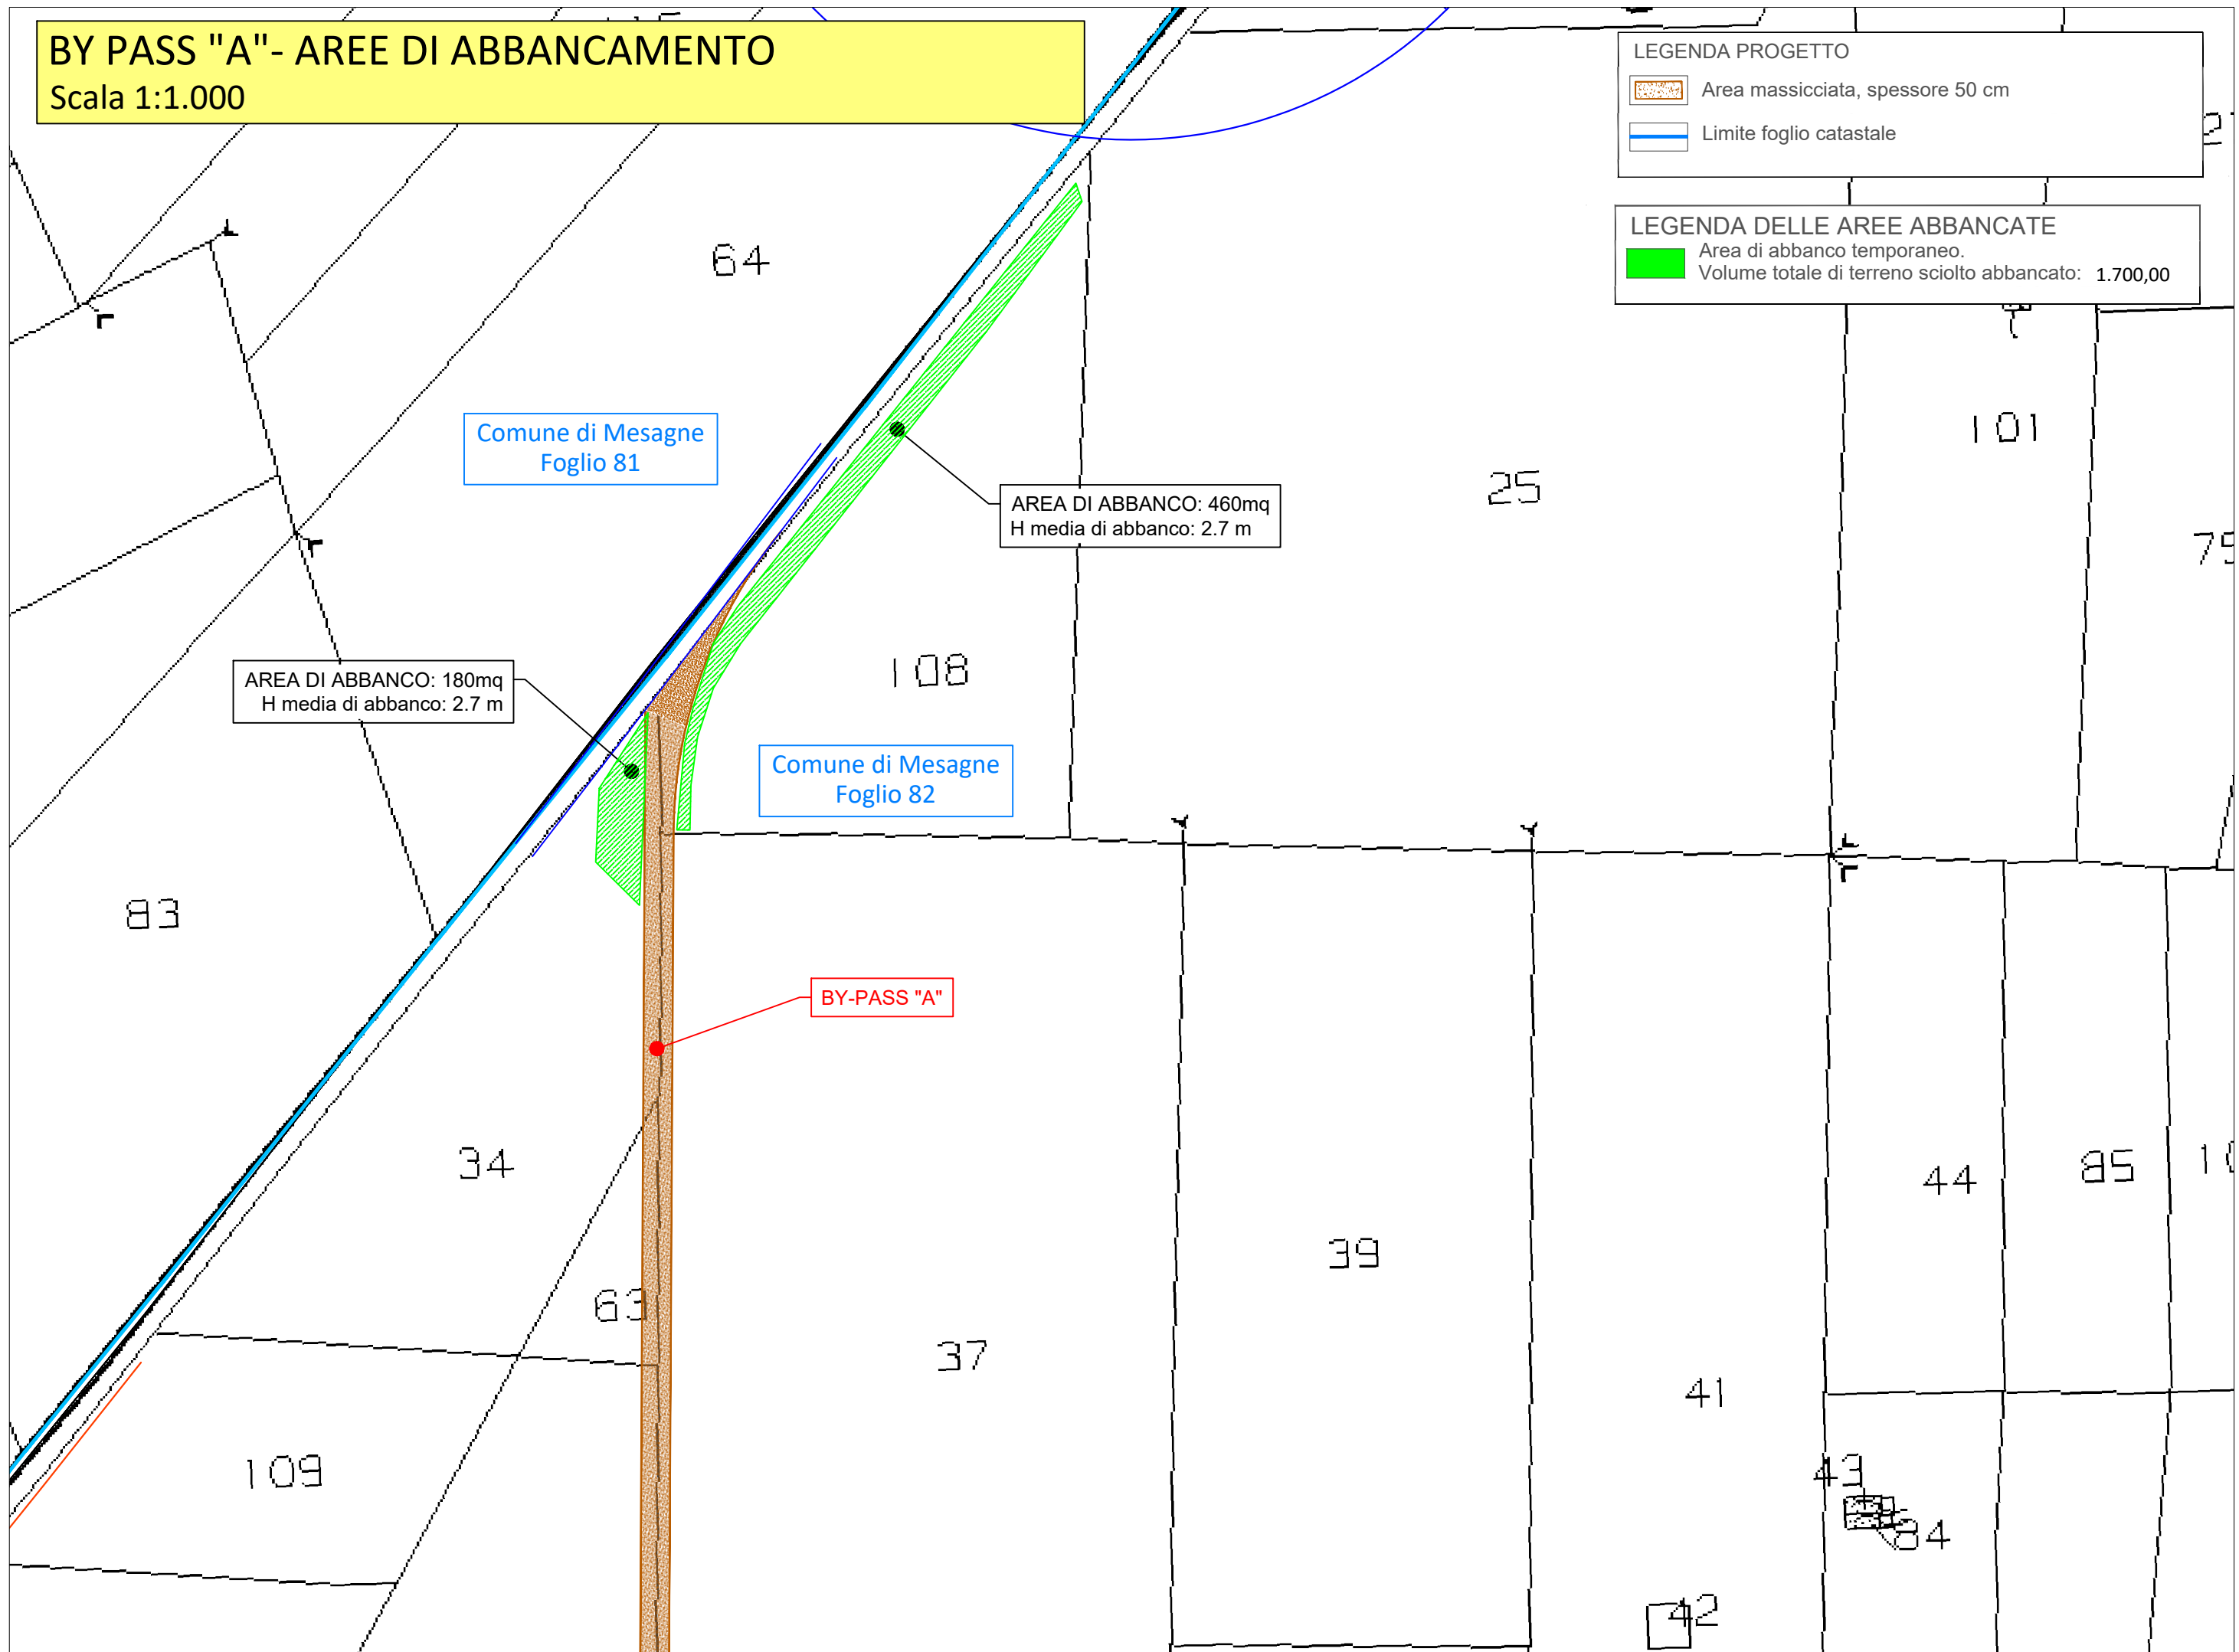 BY PASS "A"- AREE DI ABBANCAMENTO
Scala 1:1.000
LEGENDA PROGETTO
Area massicciata, spessore 50 cm
Limite foglio catastale
LEGENDA DELLE AREE ABBANCATE
Area di abbanco temporaneo.
Volume totale di terreno sciolto abbancato: 1.700,00
64
Comune di Mesagne
Foglio 81
101
25
AREA DI ABBANCO: 460mq
H media di abbanco: 2.7 m
108
AREA DI ABBANCO: 180mq
H media di abbanco: 2.7 m
Comune di Mesagne
Foglio 82
83
BY-PASS "A"
34
44
85
39
63
37
41
109
43
84
42